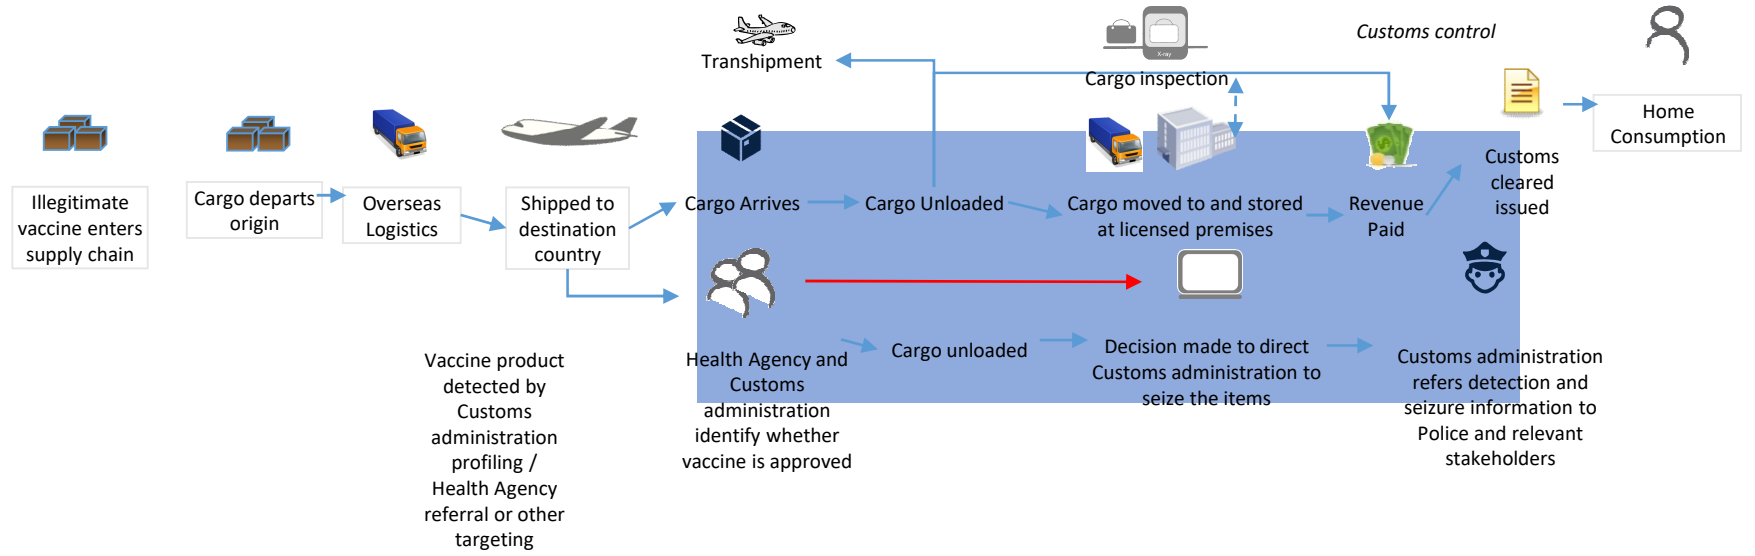 Transhipment
X-ray
Cargo inspection
Customs control
Illegitimate
vaccine enters
supply chain
Cargo departs
origin
Overseas
Logistics
Shipped to
destination
country
Cargo Arrives
Cargo Unloaded
Cargo moved to and stored
at licensed premises
Revenue
Paid
Customs
cleared
issued
Home
Consumption
Vaccine product
detected by
Customs
administration
profiling /
Health Agency
referral or other
targeting
Health Agency and
Customs
administration
identify whether
vaccine is approved
Cargo unloaded
Decision made to direct
Customs administration to
seize the items
Customs administration
refers detection and
seizure information to
Police and relevant
stakeholders